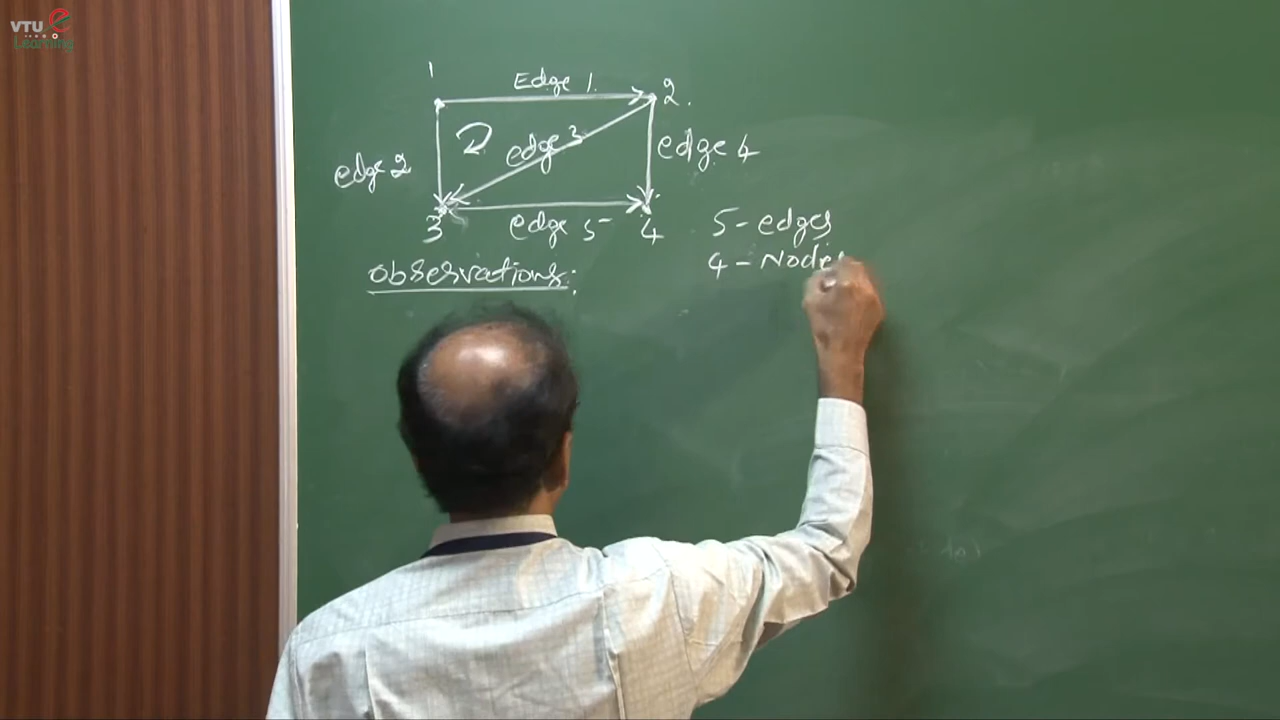 VTU e
Learning
1
Edge 1.
2.
edge 2
edge 3
edge 4
3
edge 5
4
5 - edges
observations:
4 - Nodes